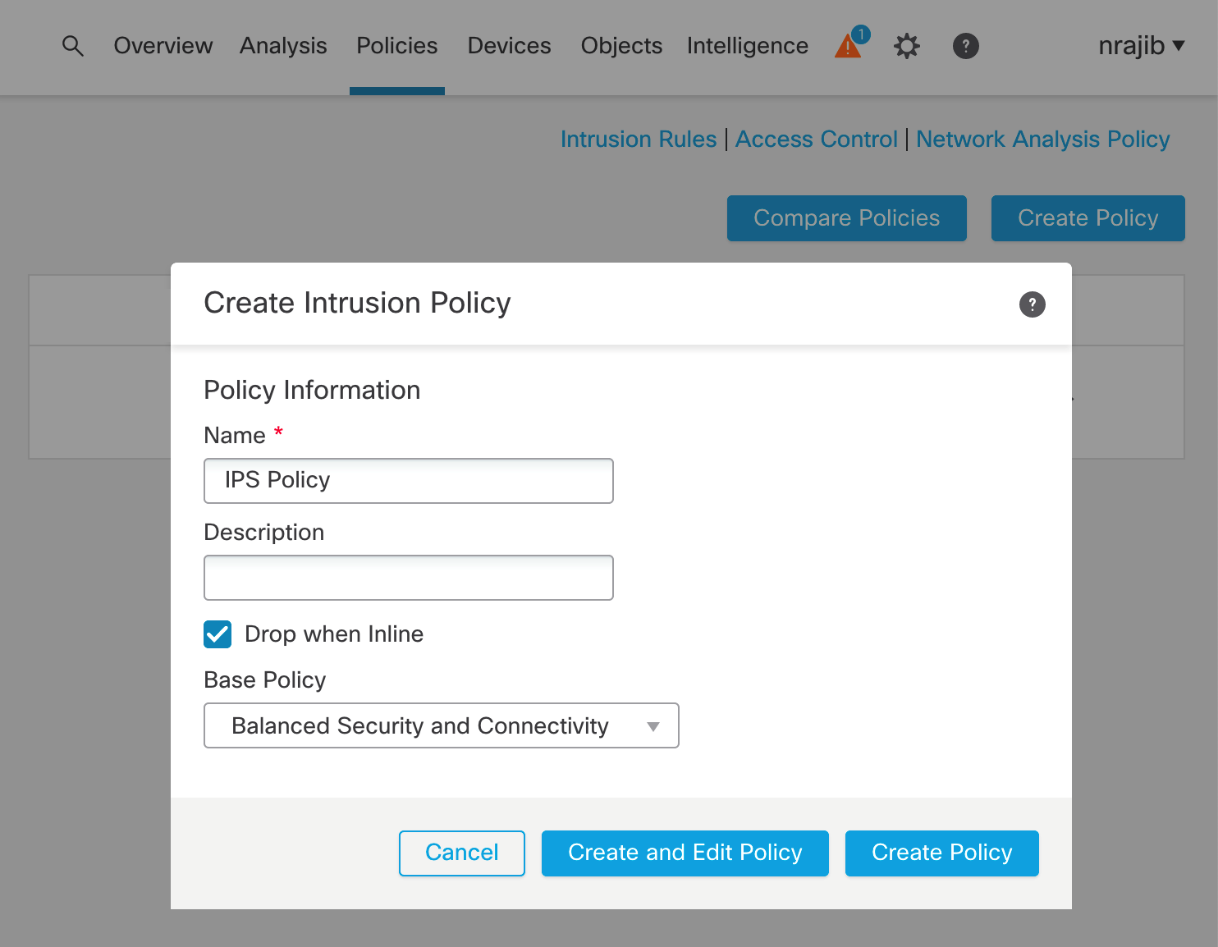 Overview Analysis Policies Devices Objects Intelligence 1 ? nrajib
Intrusion Rules | Access Control | Network Analysis Policy
Compare Policies Create Policy
Create Intrusion Policy ?
Policy Information
Name *
IPS Policy
Description
Drop when Inline
Base Policy
Balanced Security and Connectivity
Cancel Create and Edit Policy Create Policy